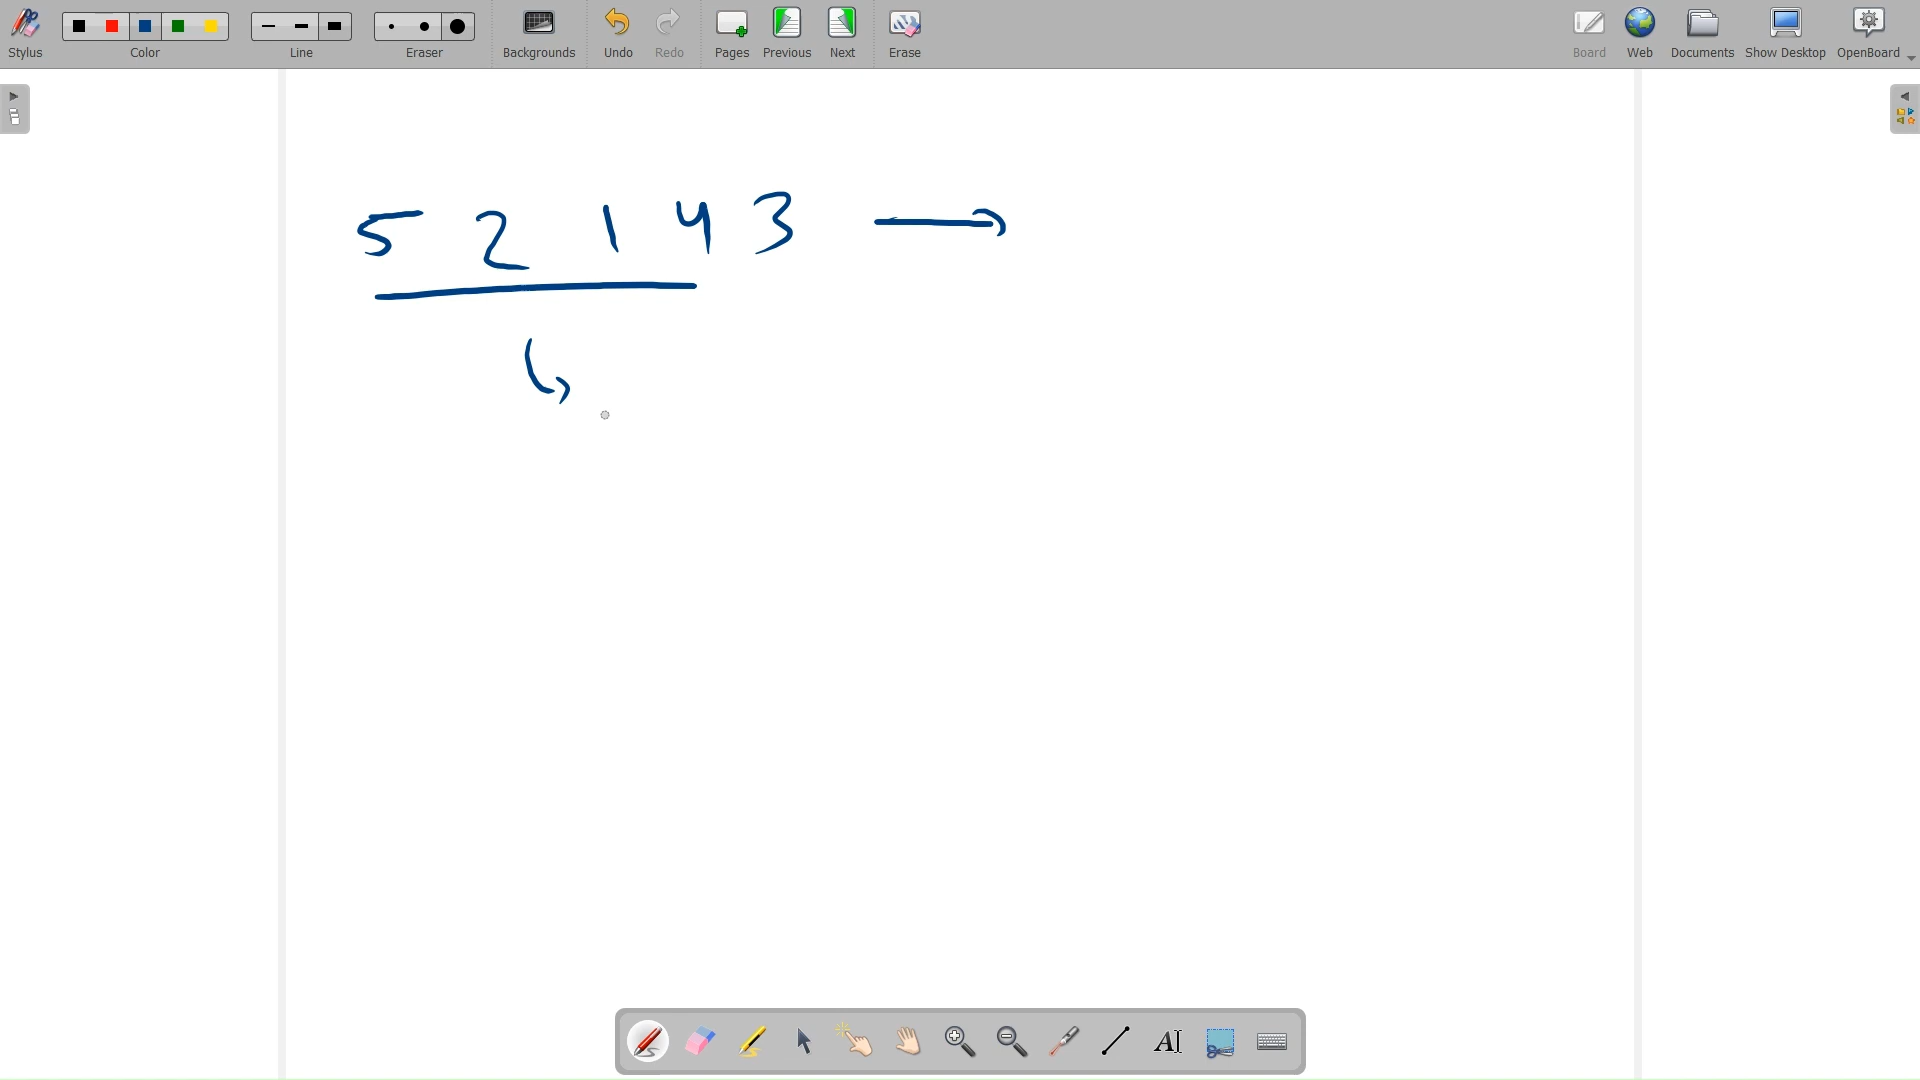 Stylus Color Line Eraser Backgrounds Undo Redo Pages Previous Next Erase Board Web Documents Show Desktop OpenBoard
5 2 1 4 3 →
A